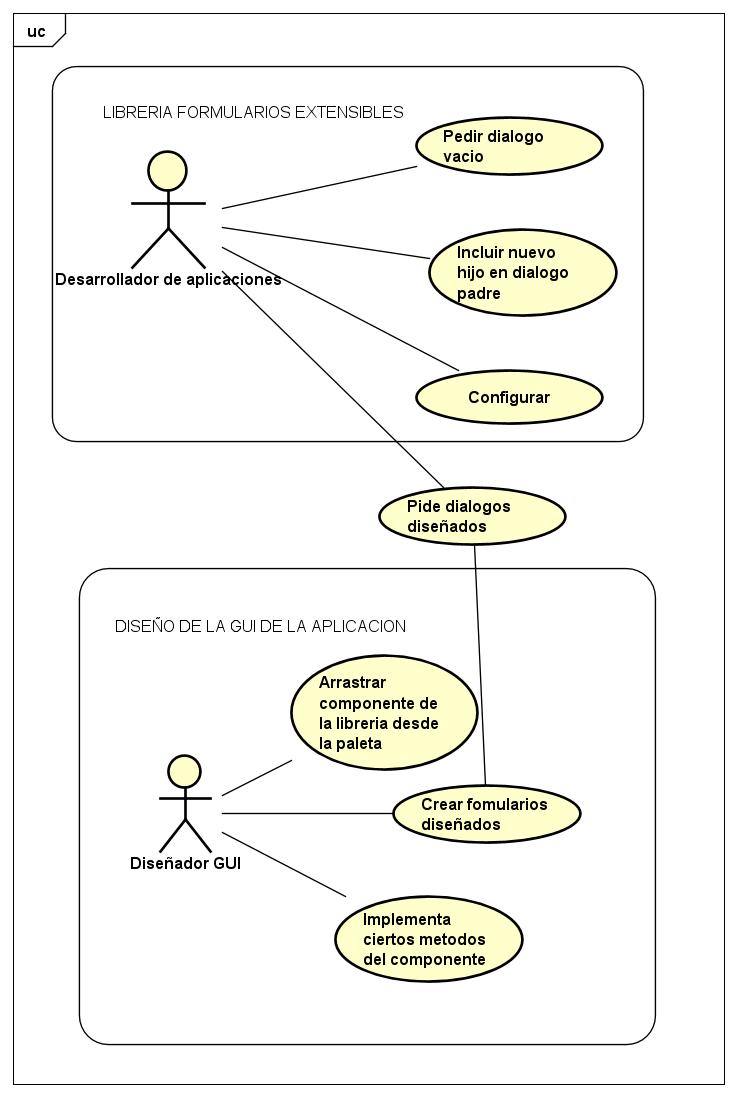 uc
LIBRERIA FORMULARIOS EXTENSIBLES
Pedir dialogo
vacio
Desarrollador de aplicaciones
Incluir nuevo
hijo en dialogo
padre
Configurar
Pide dialogos
diseñados
DISEÑO DE LA GUI DE LA APLICACION
Arrastrar
componente de
la libreria desde
la paleta
Crear fomularios
diseñados
Diseñador GUI
Implementa
ciertos metodos
del componente